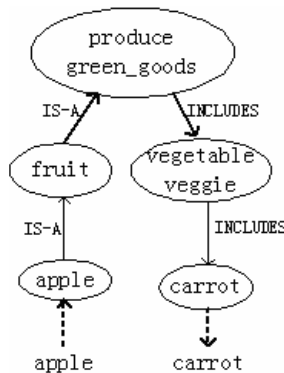 produce
green_goods
IS-A
INCLUDES
fruit
vegetable
veggie
IS-A
INCLUDES
apple
carrot
apple
carrot